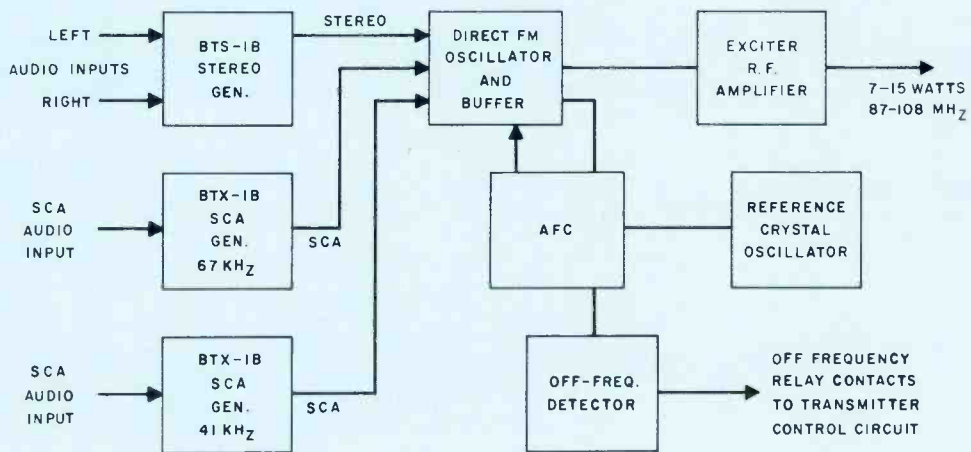 LEFT
AUDIO INPUTS
RIGHT
BTS-1B
STEREO
GEN.
STEREO
DIRECT FM
OSCILLATOR
AND
BUFFER
EXCITER
R.F.
AMPLIFIER
7-15 WATTS
87-108 MHZ
SCA
AUDIO
INPUT
BTX-1B
SCA
GEN.
67 KHZ
SCA
AFC
REFERENCE
CRYSTAL
OSCILLATOR
SCA
AUDIO
INPUT
BTX-1B
SCA
GEN.
41 KHZ
SCA
OFF-FREQ.
DETECTOR
OFF FREQUENCY
RELAY CONTACTS
TO TRANSMITTER
CONTROL CIRCUIT